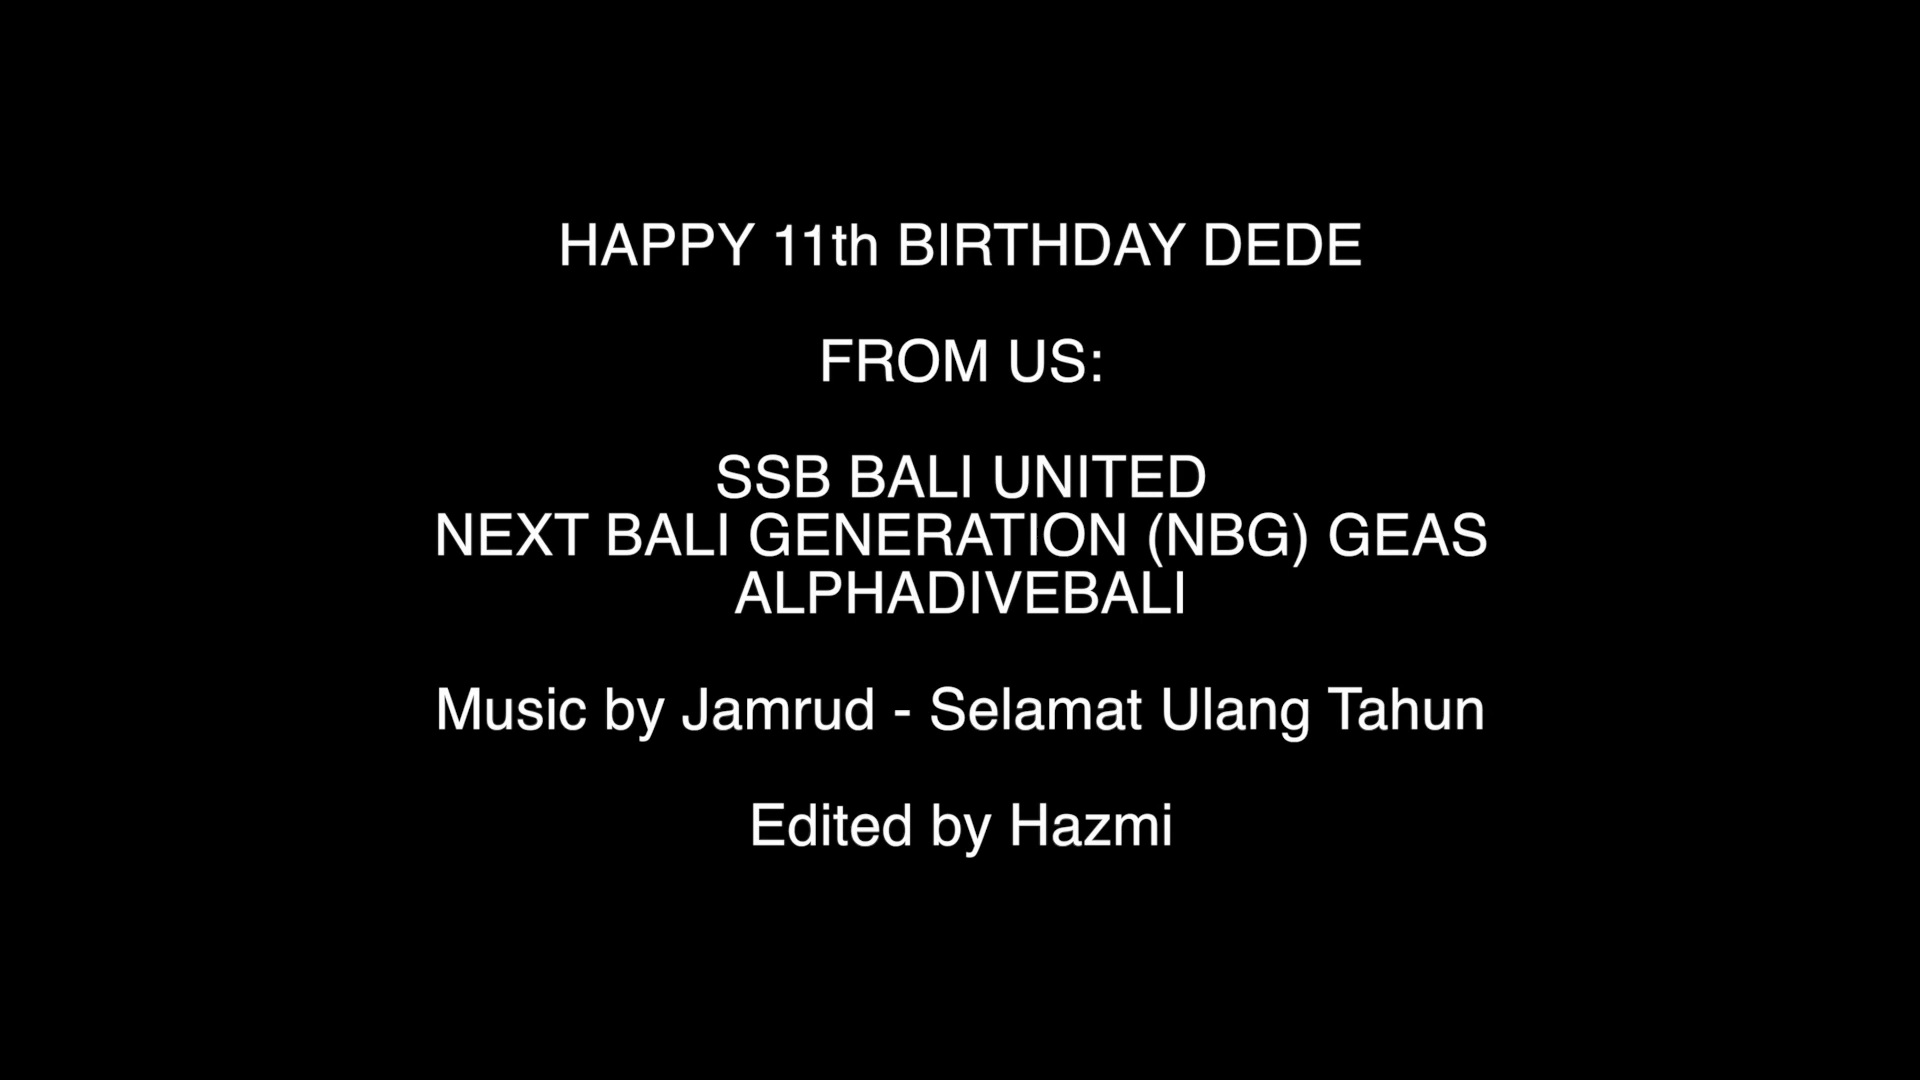 HAPPY 11th BIRTHDAY DEDE
FROM US:
SSB BALI UNITED
NEXT BALI GENERATION (NBG) GEAS
ALPHADIVEBALI
Music by Jamrud - Selamat Ulang Tahun
Edited by Hazmi